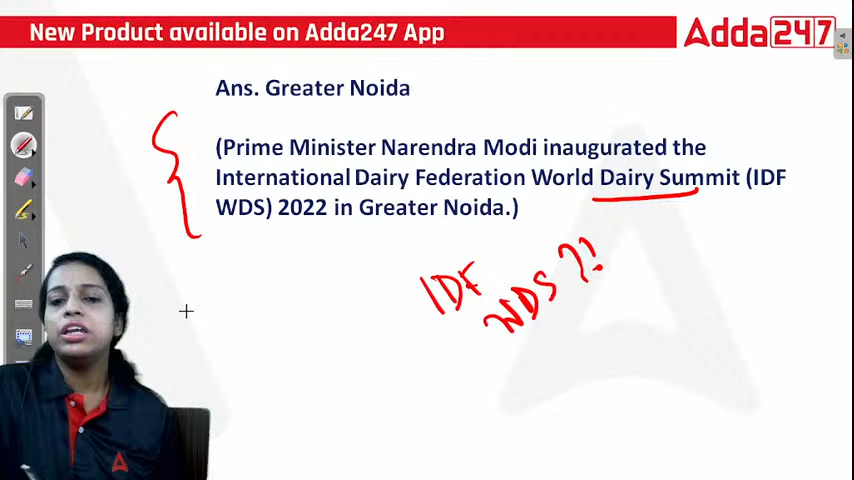 New Product available on Adda247 App
Adda247
Ans. Greater Noida
(Prime Minister Narendra Modi inaugurated the
International Dairy Federation World Dairy Summit (IDF
WDS) 2022 in Greater Noida.)
IDF
WDS ?!